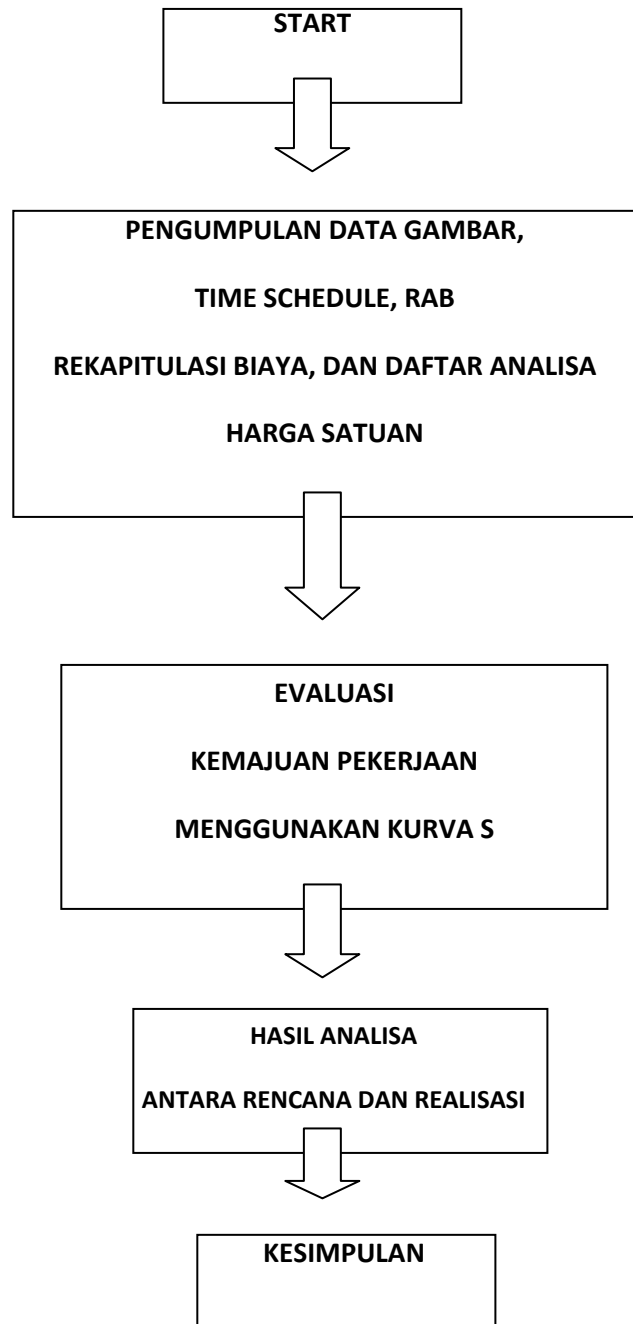 START
PENGUMPULAN DATA GAMBAR,
TIME SCHEDULE, RAB
REKAPITULASI BIAYA, DAN DAFTAR ANALISA
HARGA SATUAN
EVALUASI
KEMAJUAN PEKERJAAN
MENGGUNAKAN KURVA S
HASIL ANALISA
ANTARA RENCANA DAN REALISASI
KESIMPULAN